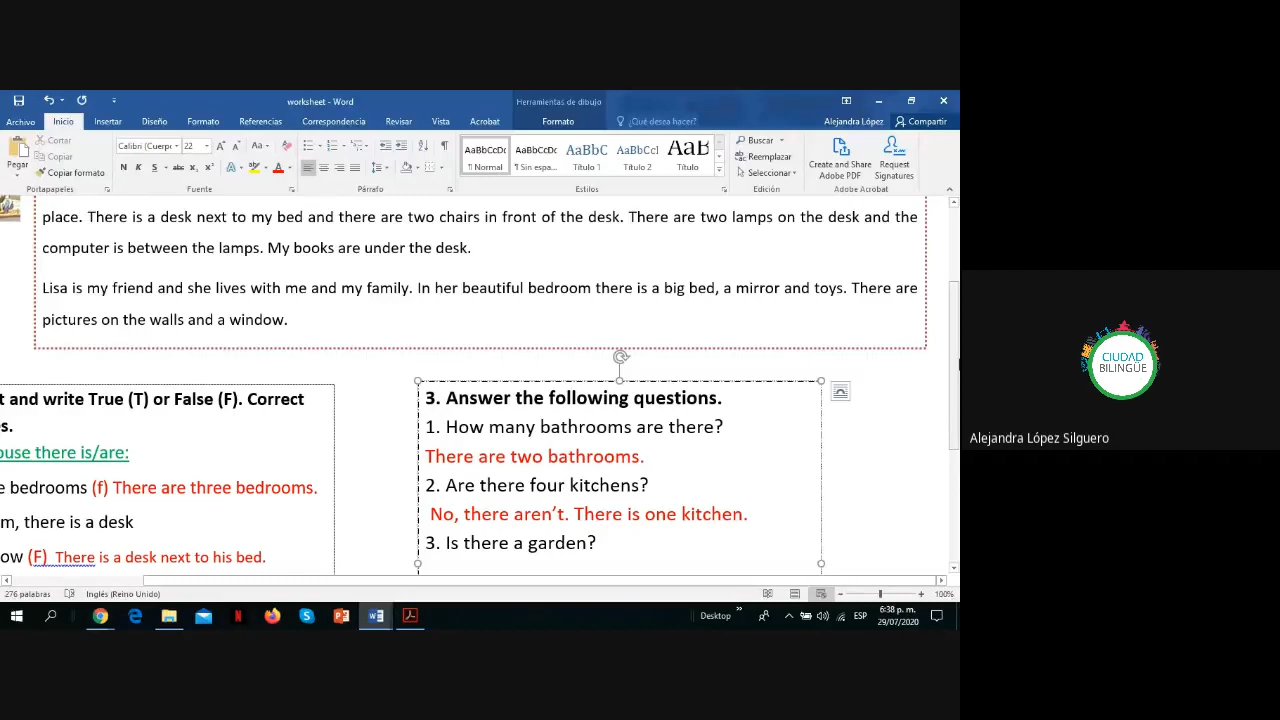 worksheet - Word
Herramientas de dibujo
Archivo Inicio Insertar Diseño Formato Referencias Correspondencia Revisar Vista Acrobat Formato ¿Qué desea hacer? Alejandra López Compartir
Pegar
Cortar
Copiar
Copiar formato
Portapapeles
Calibri (Cuerpo 22
N K S abc x₂ x²
Fuente
Párrafo
AaBbCcDc AaBbCcDc AaBbC AaBbCcI AaB
¶ Normal ¶ Sin espa... Título 1 Título 2 Título
Estilos
Buscar
Reemplazar
Seleccionar
Edición
Create and Share Adobe PDF
Request Signatures
Adobe Acrobat
place. There is a desk next to my bed and there are two chairs in front of the desk. There are two lamps on the desk and the
computer is between the lamps. My books are under the desk.
Lisa is my friend and she lives with me and my family. In her beautiful bedroom there is a big bed, a mirror and toys. There are
pictures on the walls and a window.
t and write True (T) or False (F). Correct
es.
ouse there is/are:
e bedrooms (f) There are three bedrooms.
m, there is a desk
ow (F) There is a desk next to his bed.
3. Answer the following questions.
1. How many bathrooms are there?
There are two bathrooms.
2. Are there four kitchens?
No, there aren't. There is one kitchen.
3. Is there a garden?
276 palabras Inglés (Reino Unido) 100%
Desktop ESP 6:38 p. m.
29/07/2020
CIUDAD
BILINGÜE
Alejandra López Silguero